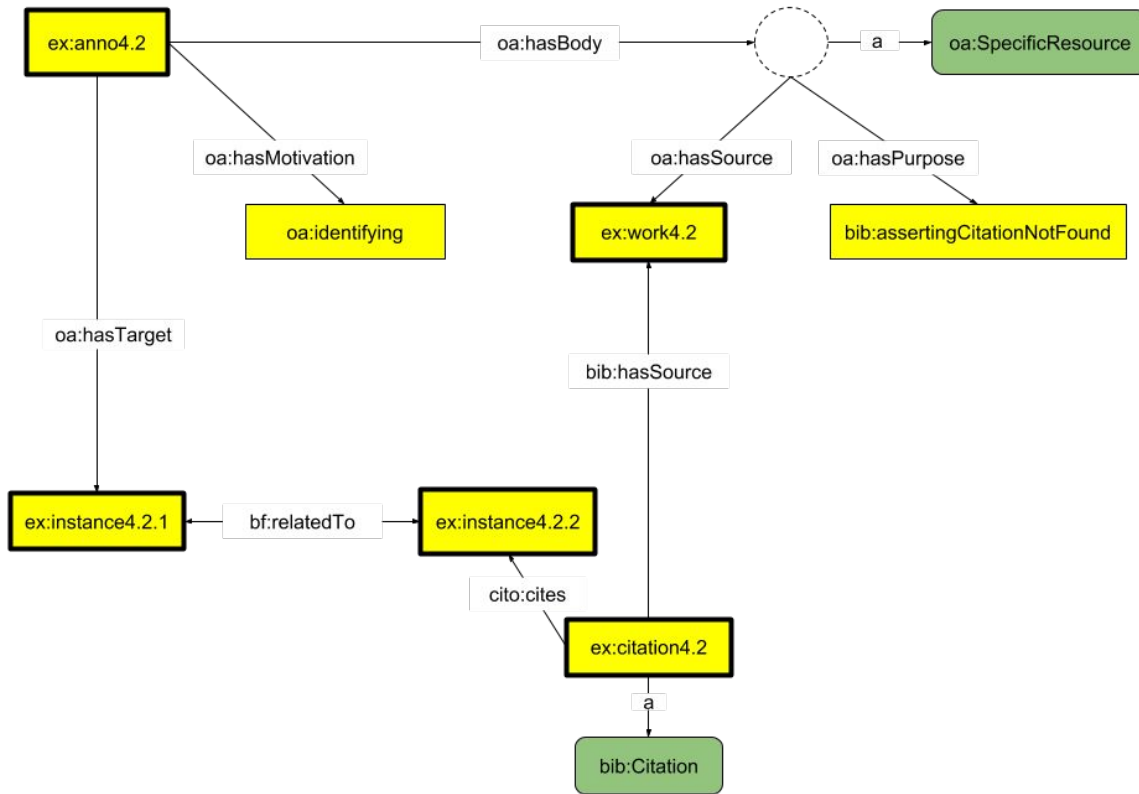 ex:anno4.2
oa:hasBody
a
oa:SpecificResource
oa:hasMotivation
oa:hasSource
oa:hasPurpose
oa:identifying
ex:work4.2
bib:assertingCitationNotFound
oa:hasTarget
bib:hasSource
ex:instance4.2.1
bf:relatedTo
ex:instance4.2.2
cito:cites
ex:citation4.2
a
bib:Citation